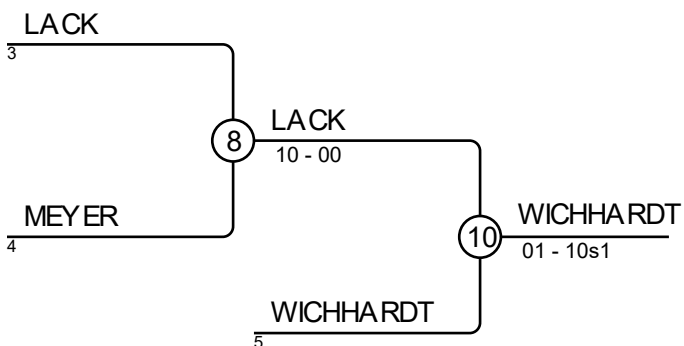 LACK
3
8
LACK
10 - 00
MEYER
4
10
WICHHARDT
01 - 10s1
WICHHARDT
5